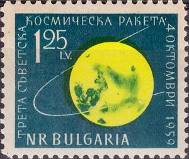 ТРЕТА СЪВЕТСКА
КОСМИЧЕСКА РАКЕТА
4 ОКТОМВРИ 1959
1.25
LV.
NR BULGARIA